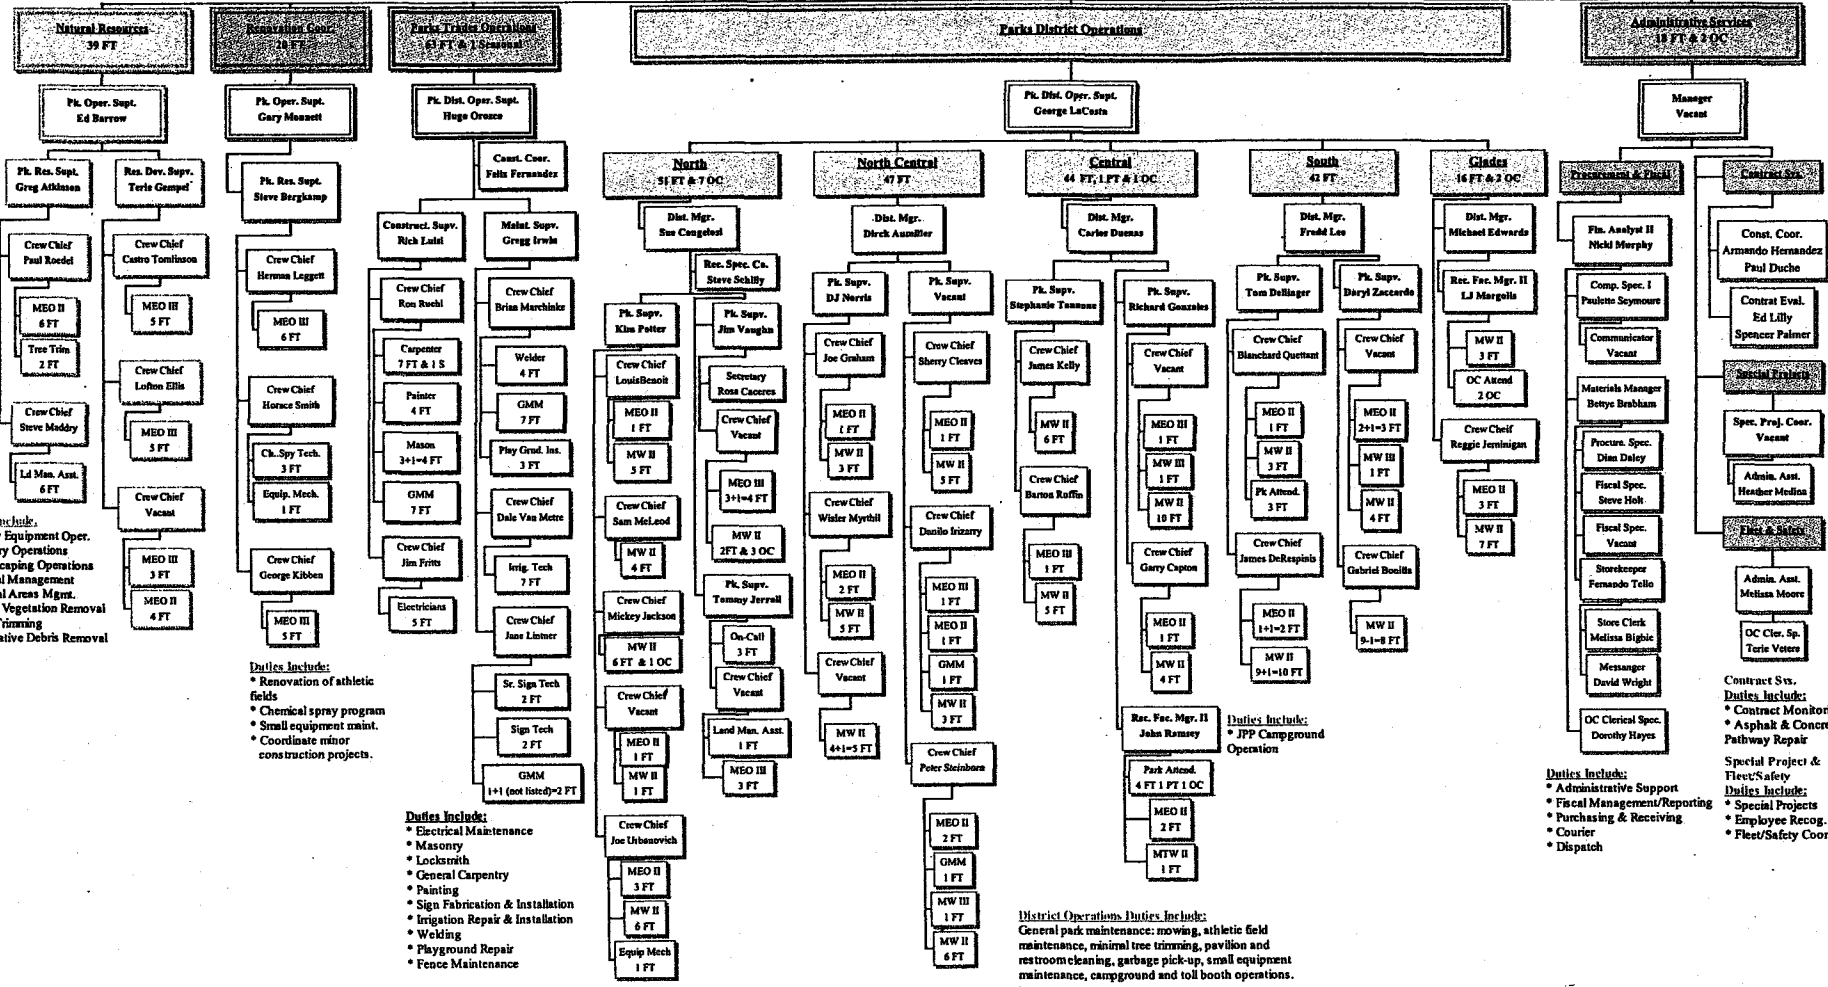 Natural Resources
39 FT
Pk. Oper. Supt.
Ed Barrow
Pk. Res. Supt.
Greg Atkinson
Res. Dev. Supv.
Terie Gempel
Crew Chief
Paul Roedel
MEO II
6 FT
Tree Trim
2 FT
Crew Chief
Steve Maddry
Ld Man. Asst.
6 FT
Crew Chief
Castro Tomlinson
MEO III
5 FT
Crew Chief
Lofton Ellis
MEO III
5 FT
Crew Chief
Vacant
MEO III
3 FT
MEO II
4 FT
Include.
Equipment Oper.
Operations
caping Operations
Management
Areas Mgmt.
Vegetation Removal
rimming
ative Debris Removal
Renovation Coor.
20 FT
Pk. Oper. Supt.
Gary Monnett
Pk. Res. Supt.
Steve Bergkamp
Crew Chief
Herman Leggett
MEO III
6 FT
Crew Chief
Horace Smith
Ch..Spy Tech.
3 FT
Equip. Mech.
1 FT
Crew Chief
George Kibben
MEO III
5 FT
Duties Include:
* Renovation of athletic
fields
* Chemical spray program
* Small equipment maint.
* Coordinate minor
construction projects.
Parks Trades Operations
63 FT & 1 Seasonal
Pk. Dist. Oper. Supt.
Hugo Orozco
Const. Coor.
Felix Fernandez
Construct. Supv.
Rich Luisi
Crew Chief
Ron Ruehl
Carpenter
7 FT & 1 S
Painter
4 FT
Mason
3+1=4 FT
GMM
7 FT
Crew Chief
Jim Fritts
Electricians
5 FT
Maint. Supv.
Gregg Irwin
Crew Chief
Brian Marchinke
Welder
4 FT
GMM
7 FT
Play Grnd. Ins.
3 FT
Crew Chief
Dale Van Metre
Irrig. Tech
7 FT
Crew Chief
Jane Lintner
Sr. Sign Tech
2 FT
Sign Tech
2 FT
GMM
1+1 (not listed)=2 FT
Duties Include:
* Electrical Maintenance
* Masonry
* Locksmith
* General Carpentry
* Painting
* Sign Fabrication & Installation
* Irrigation Repair & Installation
* Welding
* Playground Repair
* Fence Maintenance
Parks District Operations
Pk. Dist. Oper. Supt.
George LaCosta
North
51 FT & 7 OC
Dist. Mgr.
Sue Congelosi
Rec. Spec. Ca.
Steve Schilly
Pk. Supv.
Kim Potter
Crew Chief
LouisBenoit
MEO II
1 FT
MW II
5 FT
Crew Chief
Sam McLeod
MW II
4 FT
Crew Chief
Mickey Jackson
MW II
6 FT & 1 OC
Crew Chief
Vacant
MEO II
1 FT
MW II
1 FT
Crew Chief
Joe Urbanovich
MEO II
3 FT
MW II
6 FT
Equip Mech
1 FT
Pk. Supv.
Jim Vaughn
Secretary
Rosa Caceres
Crew Chief
Vacant
MEO III
3+1=4 FT
MW II
2FT & 3 OC
Pk. Supv.
Tommy Jerrell
On-Call
3 FT
Crew Chief
Vacant
Land Man. Asst.
1 FT
MEO III
3 FT
North Central
47 FT
Dist. Mgr.
Dirck Aumiller
Pk. Supv.
DJ Norris
Crew Chief
Joe Graham
MEO II
1 FT
MW II
3 FT
Crew Chief
Wisler Myrthil
MEO II
2 FT
MW II
5 FT
Crew Chief
Vacant
MW II
4+1=5 FT
Pk. Supv.
Vacant
Crew Chief
Sherry Cleaves
MEO II
1 FT
MW II
5 FT
Crew Chief
Danilo Irizarry
MEO III
1 FT
MEO II
1 FT
GMM
1 FT
MW II
3 FT
Crew Chief
Peter Steinborn
MEO II
2 FT
GMM
1 FT
MW III
1 FT
MW II
6 FT
Central
44 FT, 1 PT & 1 OC
Dist. Mgr.
Carlos Duenas
Pk. Supv.
Stephanie Tannone
Crew Chief
James Kelly
MW II
6 FT
Crew Chief
Barton Ruffin
MEO III
1 FT
MW II
5 FT
Pk. Supv.
Richard Gonzales
Crew Chief
Vacant
MEO III
1 FT
MW III
1 FT
MW II
10 FT
Crew Chief
Garry Capton
MEO II
1 FT
MW II
4 FT
Rec. Fac. Mgr. II
John Ramsey
Park Attend.
4 FT 1 PT 1 OC
MEO II
2 FT
MTW II
1 FT
Duties Include:
* JPP Campground
Operation
South
42 FT
Dist. Mgr.
Fredd Leo
Pk. Supv.
Tom Dellinger
Crew Chief
Blanchard Quettant
MEO II
1 FT
MW II
3 FT
Pk Attend.
3 FT
Crew Chief
James DeRespinis
MEO II
1+1=2 FT
MW II
9+1=10 FT
Pk. Supv.
Daryl Zaccardo
Crew Chief
Vacant
MEO II
2+1=3 FT
MW III
1 FT
MW II
4 FT
Crew Chief
Gabriel Bonilla
MW II
9-1=8 FT
Glades
16 FT & 2 OC
Dist. Mgr.
Michael Edwards
Rec. Fac. Mgr. II
LJ Margolis
MW II
3 FT
OC Attend
2 OC
Crew Cheif
Reggie Jerninigan
MEO II
3 FT
MW II
7 FT
District Operations Duties Include:
General park maintenance: mowing, athletic field
maintenance, minimal tree trimming, pavilion and
restroom cleaning, garbage pick-up, small equipment
maintenance, campground and toll booth operations.
Administrative Services
18 FT & 2 OC
Manager
Vacant
Procurement & Fiscal
Fin. Analyst II
Nicki Murphy
Comp. Spec. I
Paulette Seymoure
Communicator
Vacant
Materials Manager
Bettye Brabham
Procure. Spec.
Dian Daley
Fiscal Spec.
Steve Holt
Fiscal Spec.
Vacant
Storekeeper
Fernando Tello
Store Clerk
Melissa Bigbie
Messanger
David Wright
OC Clerical Spec.
Dorothy Hayes
Duties Include:
* Administrative Support
* Fiscal Management/Reporting
* Purchasing & Receiving
* Courier
* Dispatch
Contract Svs.
Const. Coor.
Armando Hernandez
Paul Duche
Contrat Eval.
Ed Lilly
Spencer Palmer
Special Projects
Spec. Proj. Coor.
Vacant
Admin. Asst.
Heather Medina
Fleet & Safety
Admin. Asst.
Melissa Moore
OC Cler. Sp.
Terie Vetere
Contract Svs.
Duties Include:
* Contract Monitori
* Asphalt & Concre
Pathway Repair
Special Project &
Fleet/Safety
Duties Include:
* Special Projects
* Employee Recog.
* Fleet/Safety Coor